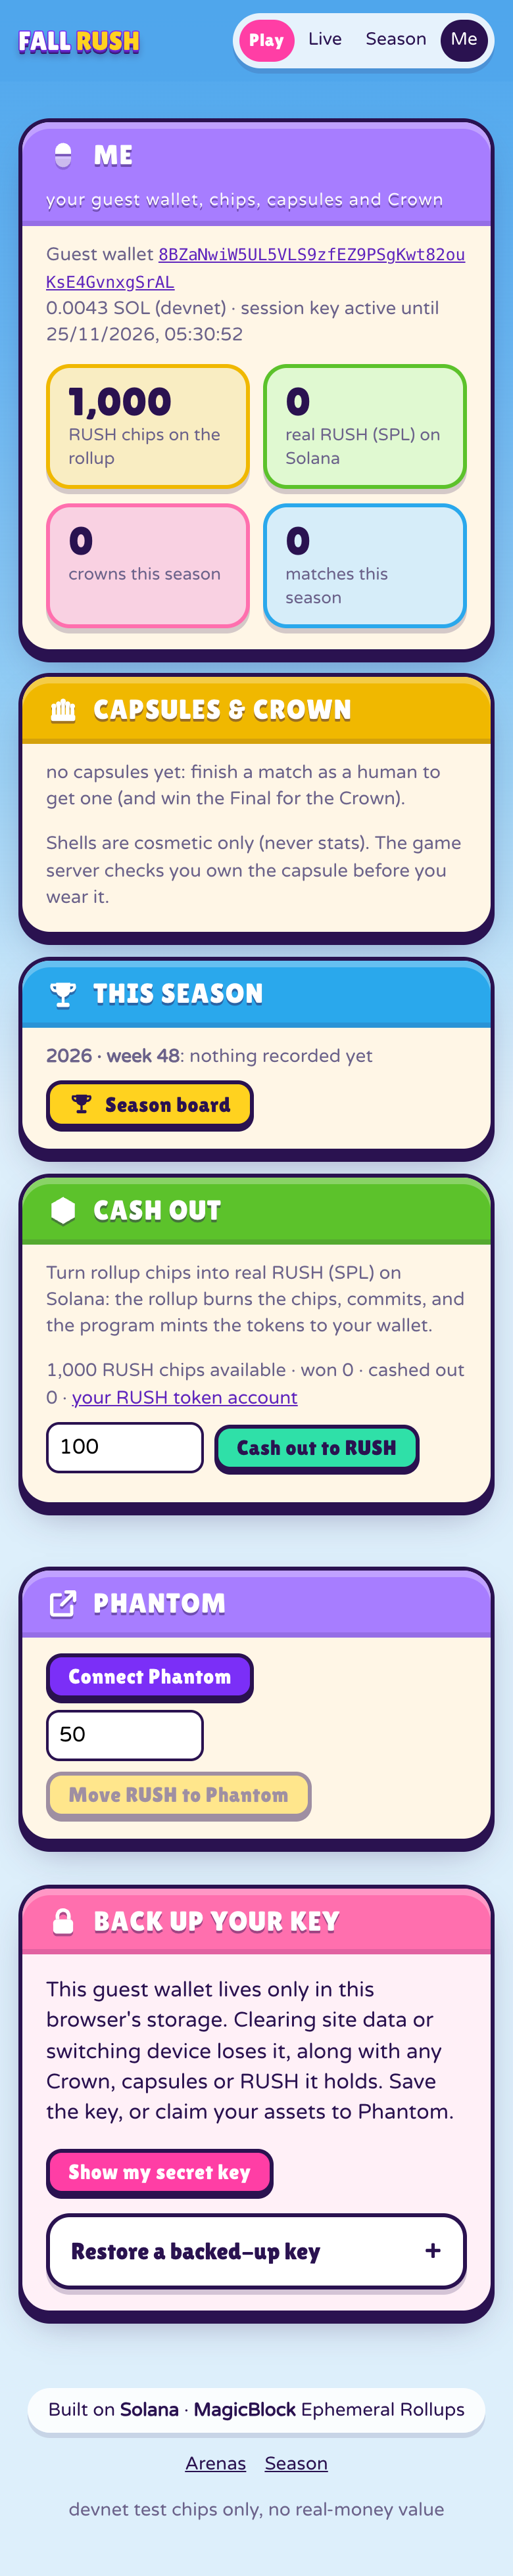 FALL RUSH
Play
Live
Season
Me
ME
your guest wallet, chips, capsules and Crown
Guest wallet 8BZaNwiW5UL5VLS9zfEZ9PSgKwt82ou
KsE4GvnxgSrAL
0.0043 SOL (devnet) · session key active until
25/11/2026, 05:30:52
1,000
RUSH chips on the
rollup
0
real RUSH (SPL) on
Solana
0
crowns this season
0
matches this
season
CAPSULES & CROWN
no capsules yet: finish a match as a human to
get one (and win the Final for the Crown).
Shells are cosmetic only (never stats). The game
server checks you own the capsule before you
wear it.
THIS SEASON
2026 · week 48: nothing recorded yet
Season board
CASH OUT
Turn rollup chips into real RUSH (SPL) on
Solana: the rollup burns the chips, commits, and
the program mints the tokens to your wallet.
1,000 RUSH chips available · won 0 · cashed out
0 · your RUSH token account
100
Cash out to RUSH
PHANTOM
Connect Phantom
50
Move RUSH to Phantom
BACK UP YOUR KEY
This guest wallet lives only in this
browser's storage. Clearing site data or
switching device loses it, along with any
Crown, capsules or RUSH it holds. Save
the key, or claim your assets to Phantom.
Show my secret key
Restore a backed-up key +
Built on Solana · MagicBlock Ephemeral Rollups
Arenas
Season
devnet test chips only, no real-money value